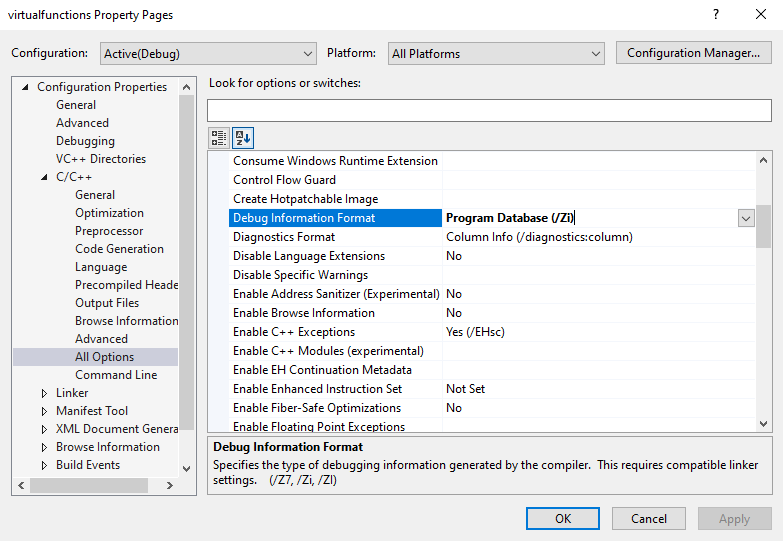 virtualfunctions Property Pages
?
Configuration: Active(Debug) Platform: All Platforms Configuration Manager...
Configuration Properties
General
Advanced
Debugging
VC++ Directories
C/C++
General
Optimization
Preprocessor
Code Generation
Language
Precompiled Heade
Output Files
Browse Information
Advanced
All Options
Command Line
Linker
Manifest Tool
XML Document Genera
Browse Information
Build Events
Look for options or switches:
Consume Windows Runtime Extension
Control Flow Guard
Create Hotpatchable Image
Debug Information Format Program Database (/Zi)
Diagnostics Format Column Info (/diagnostics:column)
Disable Language Extensions No
Disable Specific Warnings
Enable Address Sanitizer (Experimental) No
Enable Browse Information No
Enable C++ Exceptions Yes (/EHsc)
Enable C++ Modules (experimental)
Enable EH Continuation Metadata
Enable Enhanced Instruction Set Not Set
Enable Fiber-Safe Optimizations No
Enable Floating Point Exceptions
Debug Information Format
Specifies the type of debugging information generated by the compiler. This requires compatible linker
settings. (/Z7, /Zi, /ZI)
OK Cancel Apply